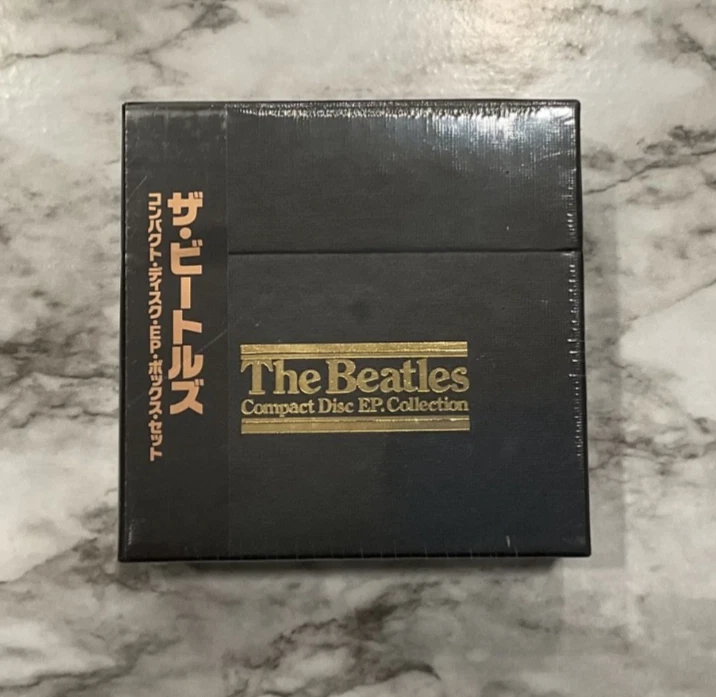 ザ・ビートルズ
コンパクト・ディスク・EP・ボックス・セット
The Beatles
Compact Disc EP. Collection